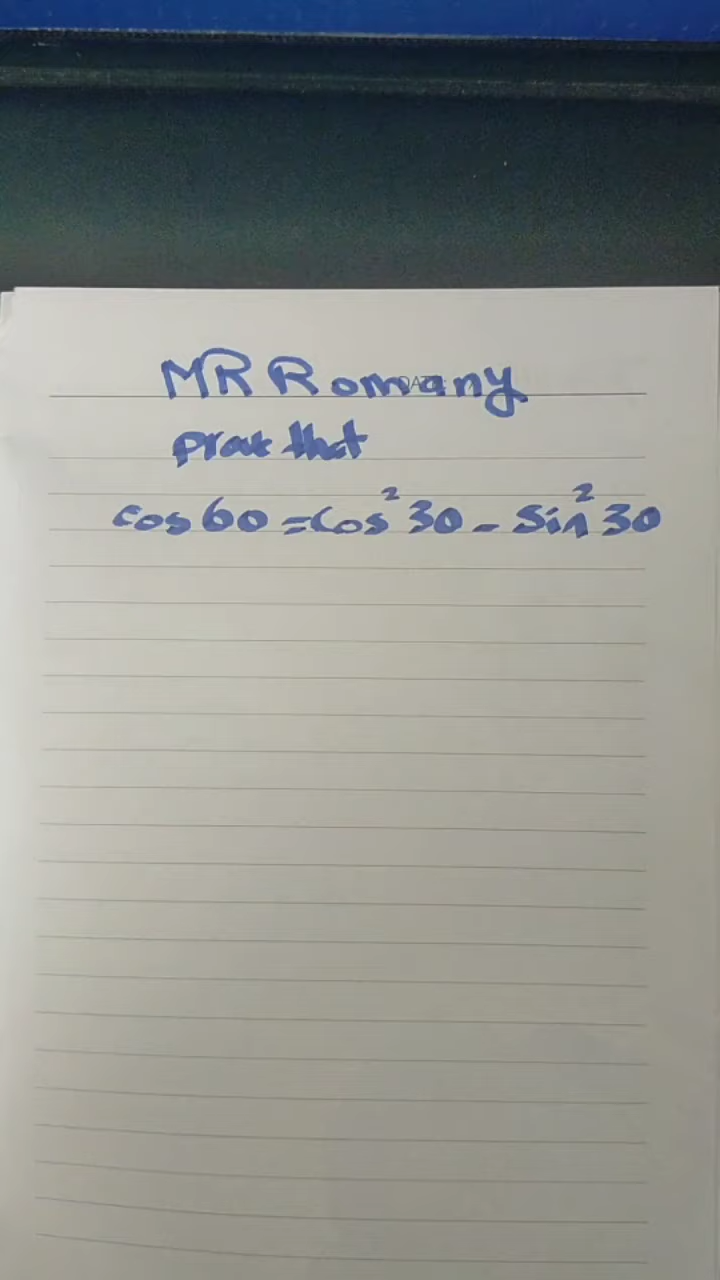 MR Romany
prove that
cos 60 = cos² 30 - sin² 30